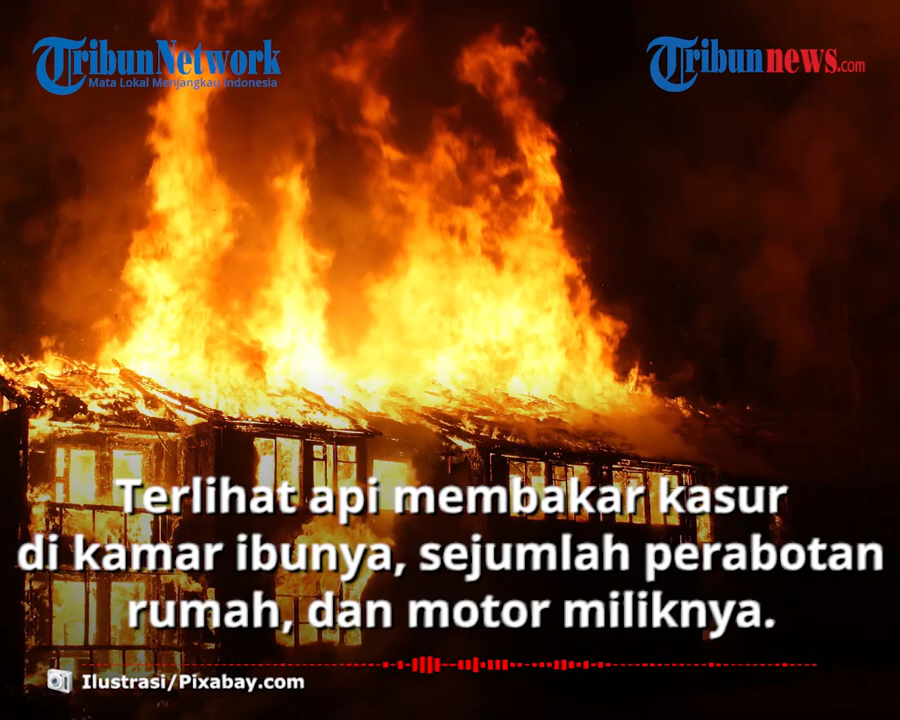 TribunNetwork
Mata Lokal Menjangkau Indonesia
Tribunnews.com
Terlihat api membakar kasur
di kamar ibunya, sejumlah perabotan
rumah, dan motor miliknya.
Ilustrasi/Pixabay.com